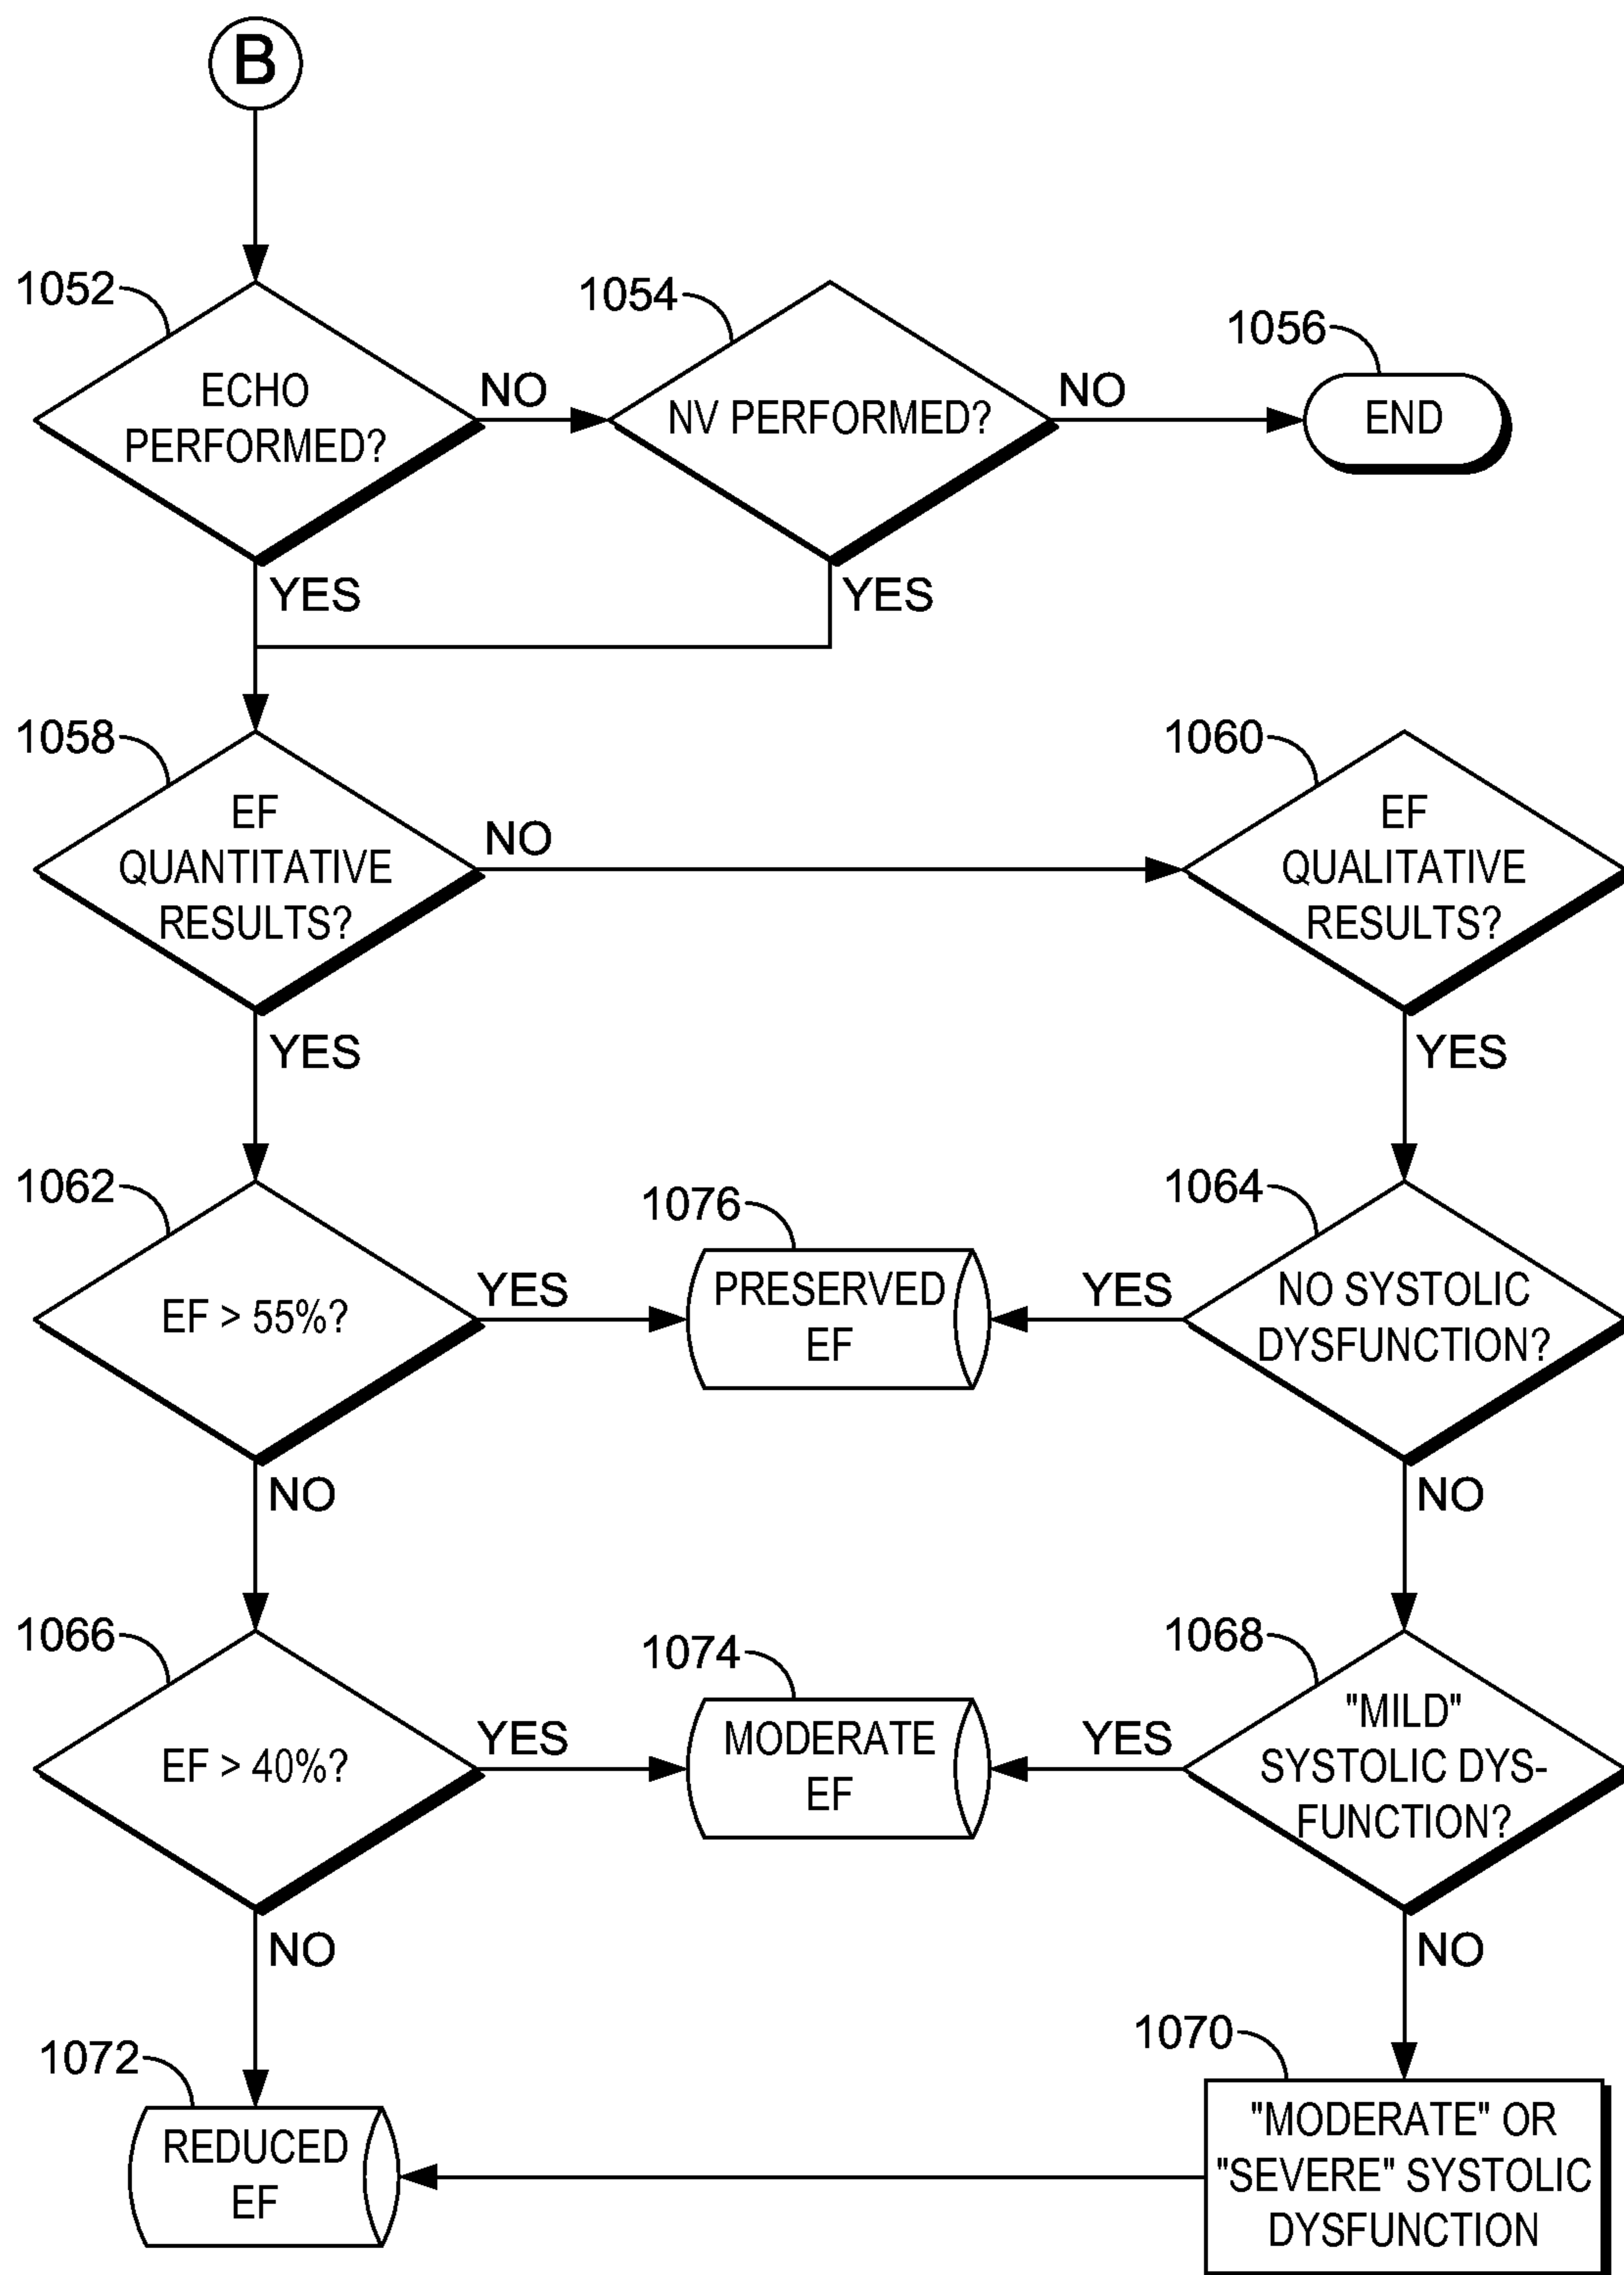 B
1052
ECHO
PERFORMED?
NO
YES
1054
NV PERFORMED?
NO
YES
1056
END
1058
EF
QUANTITATIVE
RESULTS?
NO
YES
1060
EF
QUALITATIVE
RESULTS?
YES
1062
EF > 55%?
YES
NO
1076
PRESERVED
EF
1064
NO SYSTOLIC
DYSFUNCTION?
YES
NO
1066
EF > 40%?
YES
NO
1074
MODERATE
EF
1068
"MILD"
SYSTOLIC DYS-
FUNCTION?
YES
NO
1072
REDUCED
EF
1070
"MODERATE" OR
"SEVERE" SYSTOLIC
DYSFUNCTION